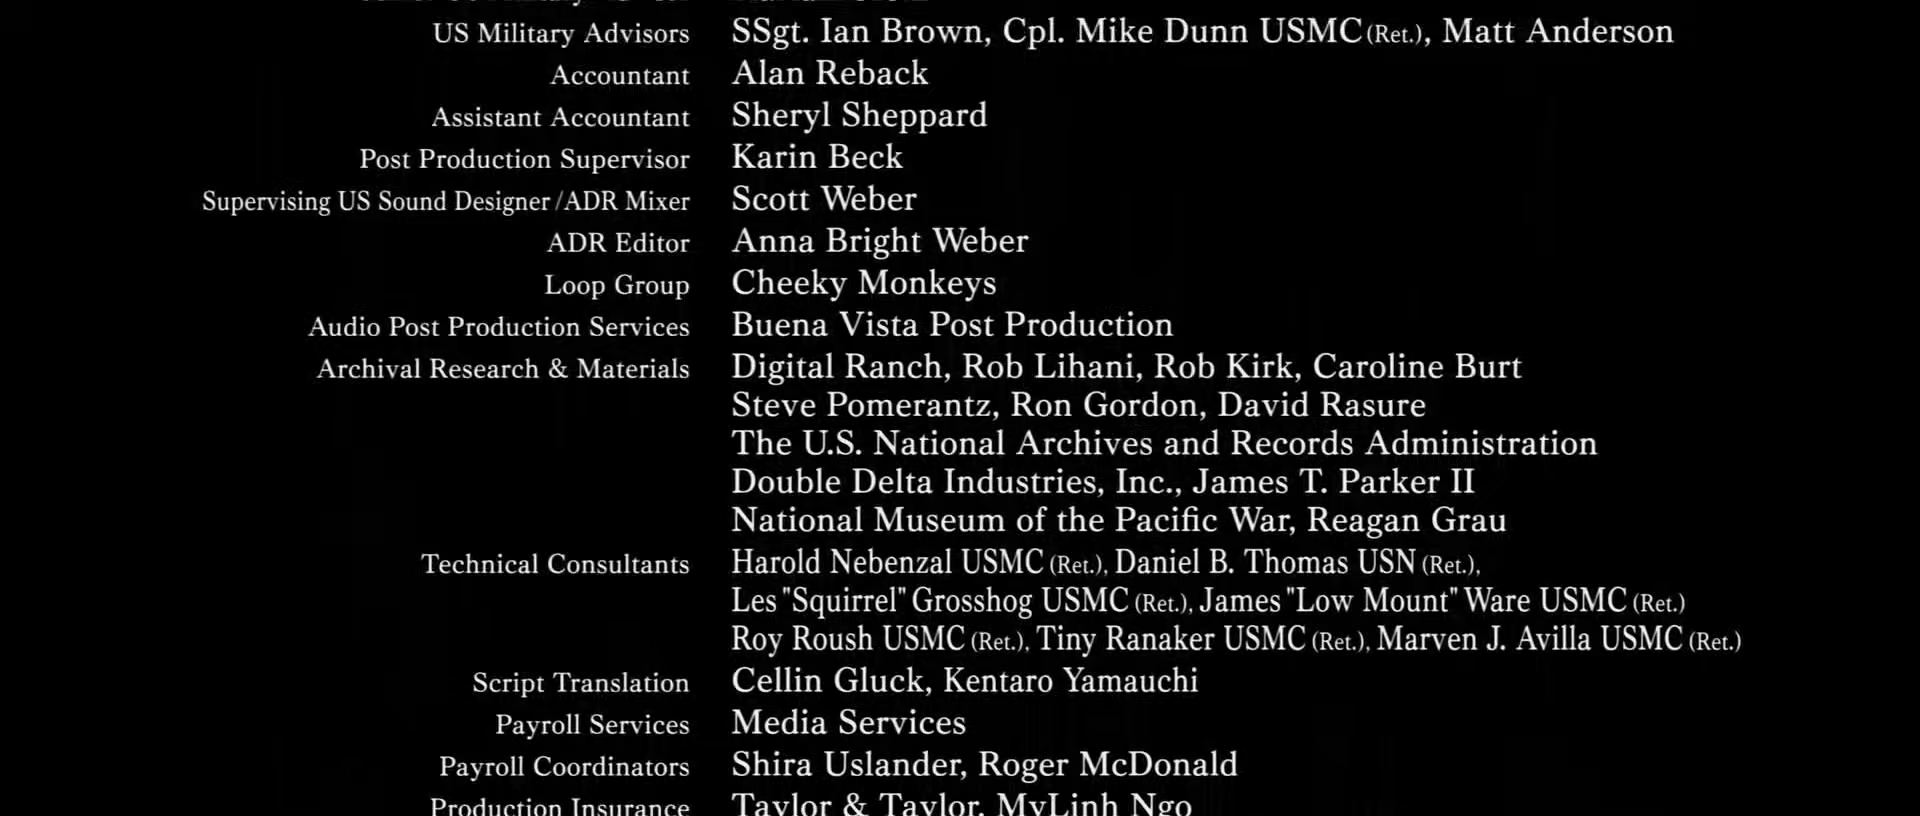 US Military Advisors SSgt. Ian Brown, Cpl. Mike Dunn USMC (Ret.), Matt Anderson
Accountant Alan Reback
Assistant Accountant Sheryl Sheppard
Post Production Supervisor Karin Beck
Supervising US Sound Designer /ADR Mixer Scott Weber
ADR Editor Anna Bright Weber
Loop Group Cheeky Monkeys
Audio Post Production Services Buena Vista Post Production
Archival Research & Materials Digital Ranch, Rob Lihani, Rob Kirk, Caroline Burt
Steve Pomerantz, Ron Gordon, David Rasure
The U.S. National Archives and Records Administration
Double Delta Industries, Inc., James T. Parker II
National Museum of the Pacific War, Reagan Grau
Technical Consultants Harold Nebenzal USMC (Ret.), Daniel B. Thomas USN (Ret.),
Les "Squirrel" Grosshog USMC (Ret.), James "Low Mount" Ware USMC (Ret.)
Roy Roush USMC (Ret.), Tiny Ranaker USMC (Ret.), Marven J. Avilla USMC (Ret.)
Script Translation Cellin Gluck, Kentaro Yamauchi
Payroll Services Media Services
Payroll Coordinators Shira Uslander, Roger McDonald
Production Insurance Taylor & Taylor, MyLinh Ngo